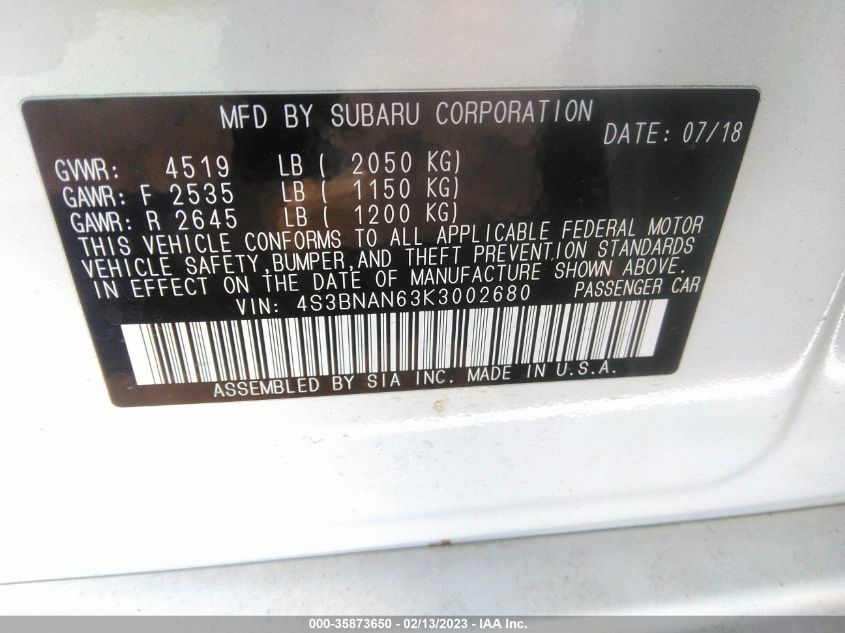 MFD BY SUBARU CORPORATION
DATE: 07/18
GVWR: 4519 LB ( 2050 KG)
GAWR: F 2535 LB ( 1150 KG)
GAWR: R 2645 LB ( 1200 KG)
THIS VEHICLE CONFORMS TO ALL APPLICABLE FEDERAL MOTOR
VEHICLE SAFETY,BUMPER,AND THEFT PREVENTION STANDARDS
IN EFFECT ON THE DATE OF MANUFACTURE SHOWN ABOVE.
VIN: 4S3BNAN63K3002680 PASSENGER CAR
ASSEMBLED BY SIA INC. MADE IN U.S.A.
000-35873650 - 02/13/2023 - IAA Inc.